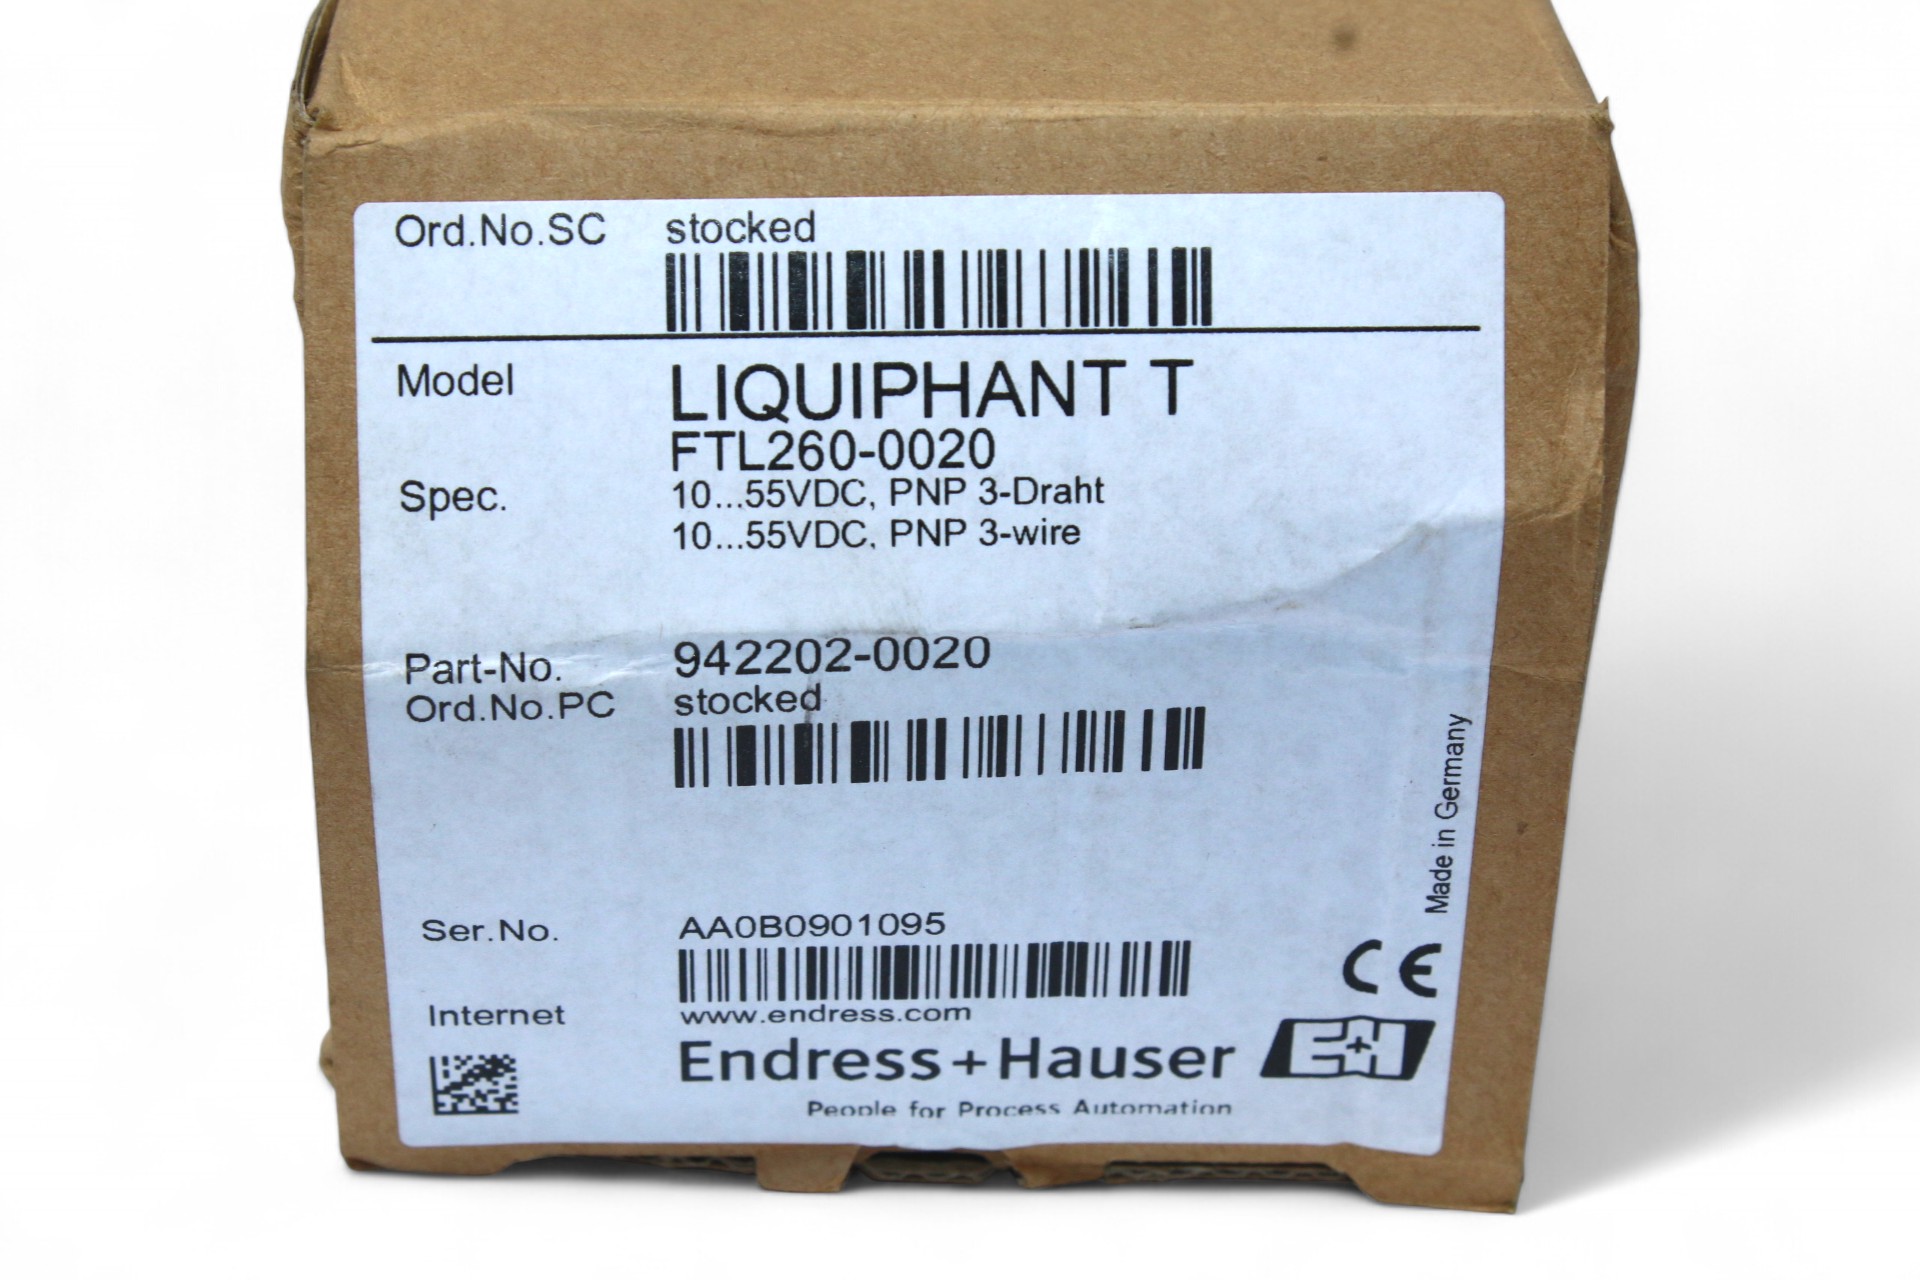 Ord.No.SC stocked
Model LIQUIPHANT T
FTL260-0020
Spec. 10...55VDC, PNP 3-Draht
10...55VDC, PNP 3-wire
Part-No. 942202-0020
Ord.No.PC stocked
Made in Germany
Ser.No. AA0B0901095
CE
Internet www.endress.com
Endress+Hauser E+H
People for Process Automation